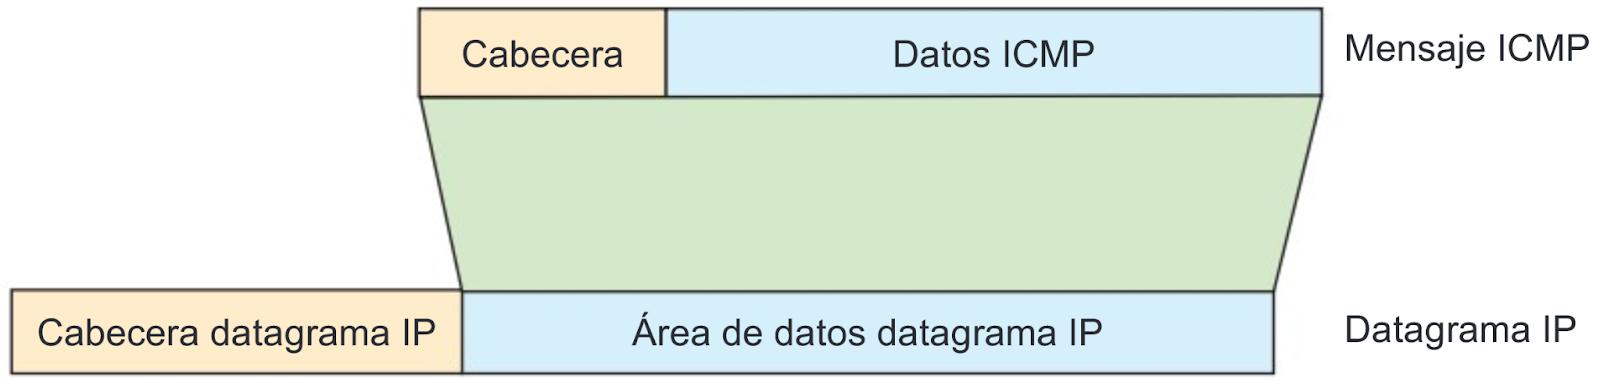 Cabecera
Datos ICMP
Mensaje ICMP
Cabecera datagrama IP
Área de datos datagrama IP
Datagrama IP